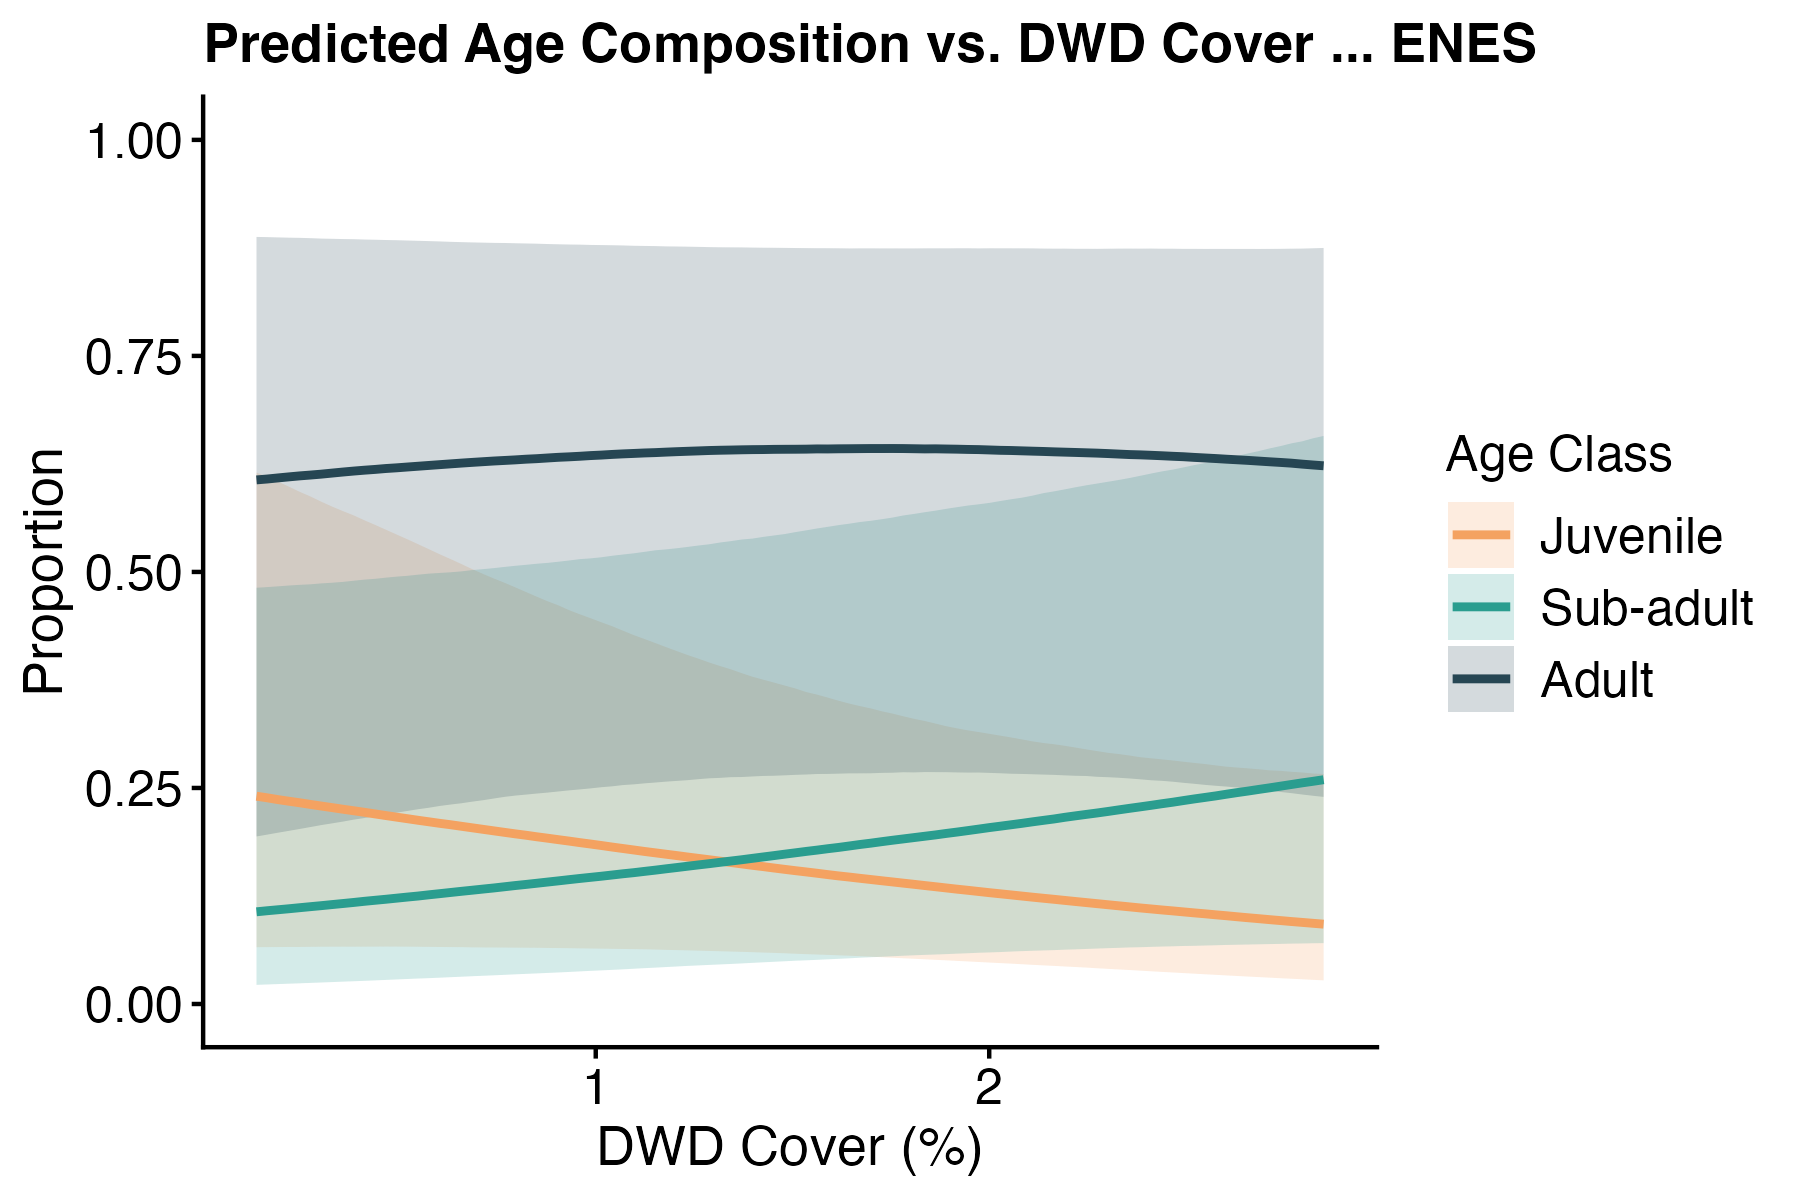 Predicted Age Composition vs. DWD Cover ... ENES
Proportion
1.00
0.75
0.50
0.25
0.00
1
2
DWD Cover (%)
Age Class
Juvenile
Sub-adult
Adult